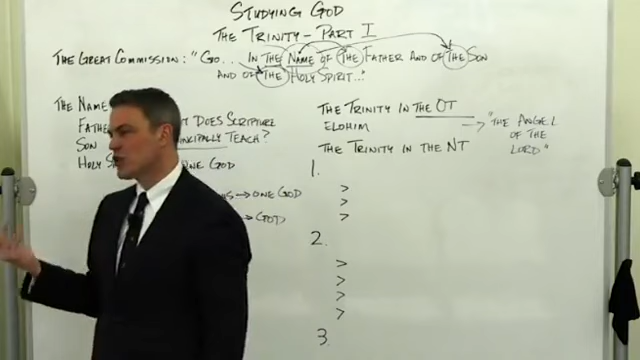 STUDYING GOD
THE TRINITY - PART I
THE GREAT COMMISSION: "GO... IN THE NAME OF THE FATHER AND OF THE SON
AND OF THE HOLY SPIRIT..."
THE NAME
FATHER
SON
HOLY
DOES SCRIPTURE
TEACH?
ONE GOD
→ ONE GOD
→ GOD
THE TRINITY IN THE OT
ELOHIM → "THE ANGEL
OF THE
LORD"
THE TRINITY IN THE NT
1.
>
>
>
2.
>
>
>
>
3.